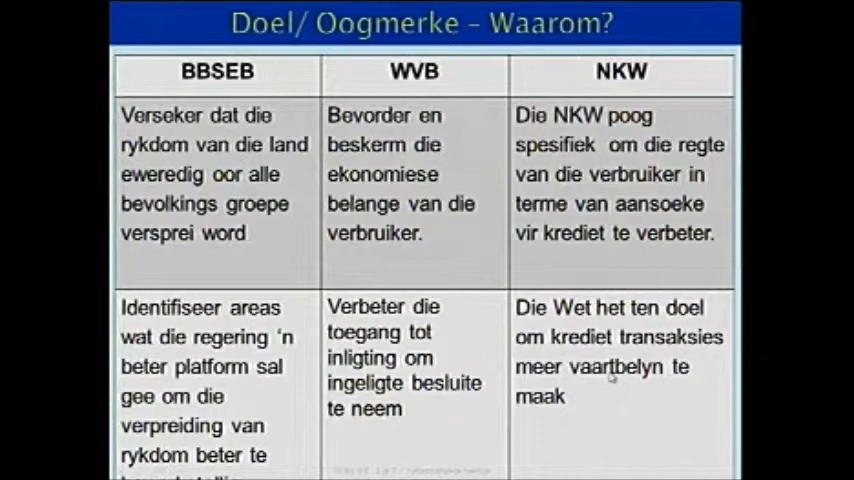 Doel/ Oogmerke – Waarom?
BBSEB
WVB
NKW
Verseker dat die
rykdom van die land
eweredig oor alle
bevolkings groepe
versprei word
Bevorder en
beskerm die
ekonomiese
belange van die
verbruiker.
Die NKW poog
spesifiek om die regte
van die verbruiker in
terme van aansoeke
vir krediet te verbeter.
Identifiseer areas
wat die regering 'n
beter platform sal
gee om die
verpreiding van
rykdom beter te
Verbeter die
toegang tot
inligting om
ingeligte besluite
te neem
Die Wet het ten doel
om krediet transaksies
meer vaartbelyn te
maak